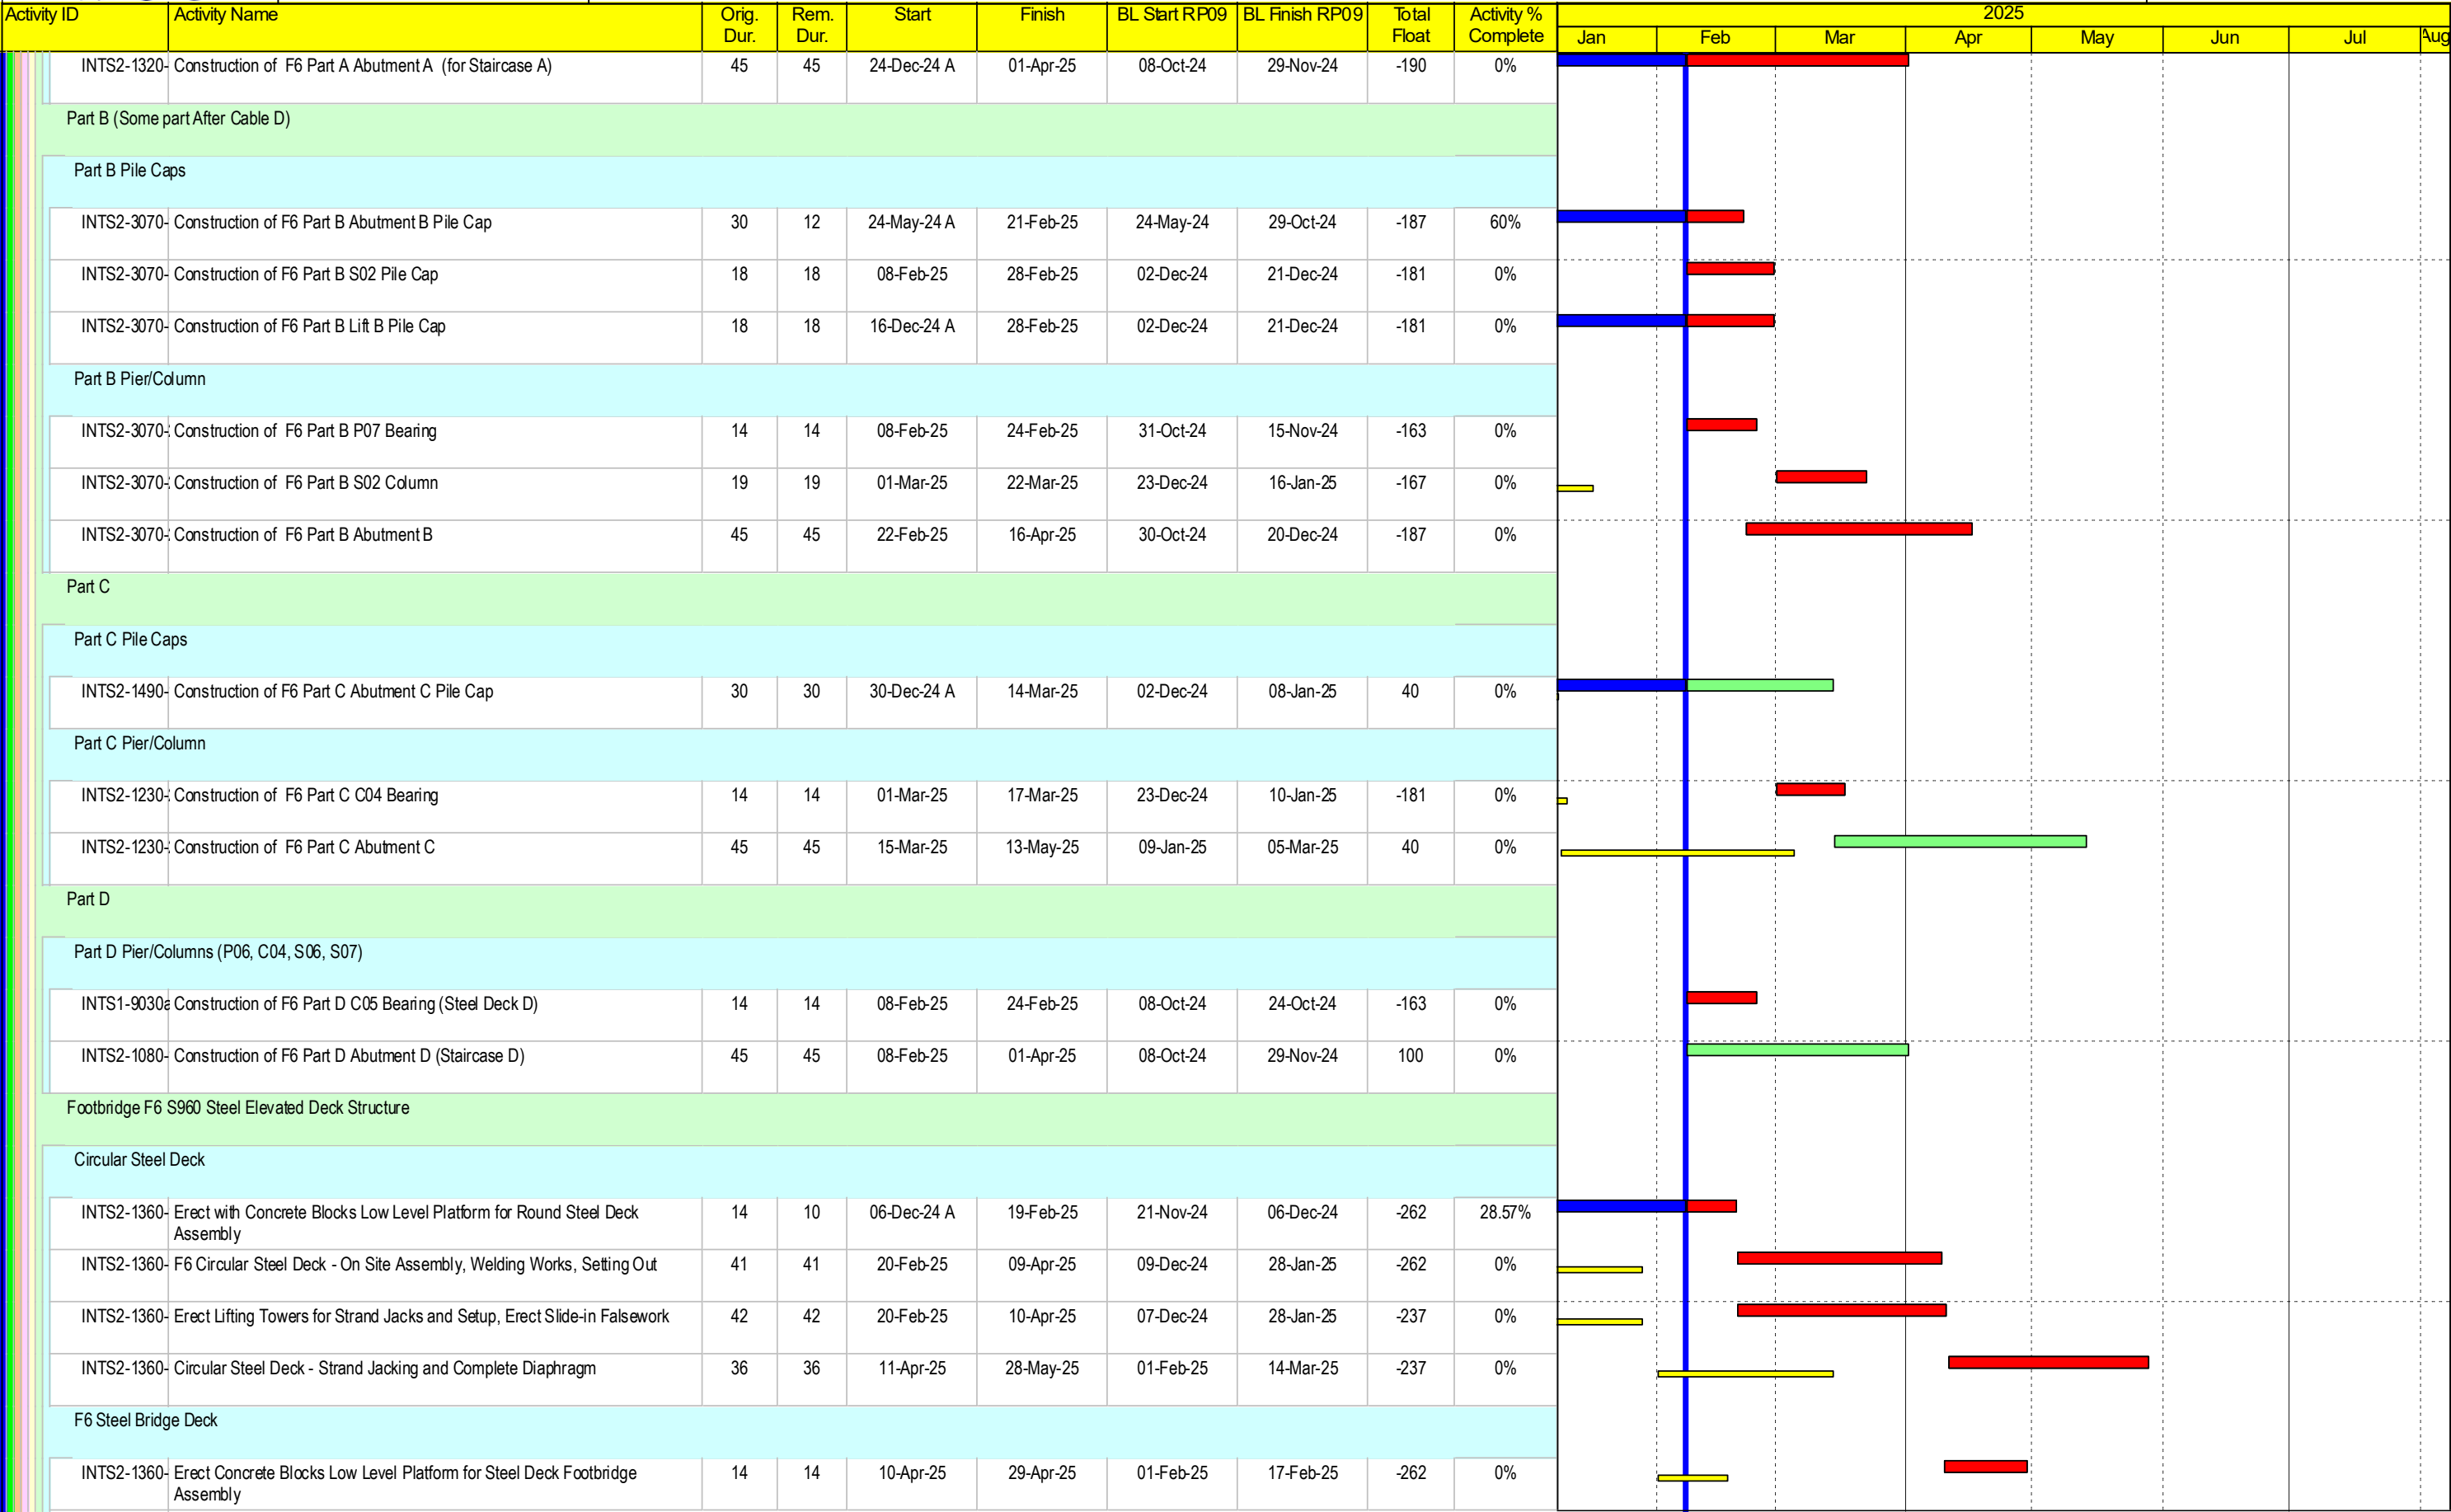 Activity ID Activity Name Orig. Dur. Rem. Dur. Start Finish BL Start RP09 BL Finish RP09 Total Float Activity % Complete 2025
Jan Feb Mar Apr May Jun Jul Aug
INTS2-1320- Construction of F6 Part A Abutment A (for Staircase A) 45 45 24-Dec-24 A 01-Apr-25 08-Oct-24 29-Nov-24 -190 0%
Part B (Some part After Cable D)
Part B Pile Caps
INTS2-3070- Construction of F6 Part B Abutment B Pile Cap 30 12 24-May-24 A 21-Feb-25 24-May-24 29-Oct-24 -187 60%
INTS2-3070- Construction of F6 Part B S02 Pile Cap 18 18 08-Feb-25 28-Feb-25 02-Dec-24 21-Dec-24 -181 0%
INTS2-3070- Construction of F6 Part B Lift B Pile Cap 18 18 16-Dec-24 A 28-Feb-25 02-Dec-24 21-Dec-24 -181 0%
Part B Pier/Column
INTS2-3070- Construction of F6 Part B P07 Bearing 14 14 08-Feb-25 24-Feb-25 31-Oct-24 15-Nov-24 -163 0%
INTS2-3070- Construction of F6 Part B S02 Column 19 19 01-Mar-25 22-Mar-25 23-Dec-24 16-Jan-25 -167 0%
INTS2-3070- Construction of F6 Part B Abutment B 45 45 22-Feb-25 16-Apr-25 30-Oct-24 20-Dec-24 -187 0%
Part C
Part C Pile Caps
INTS2-1490- Construction of F6 Part C Abutment C Pile Cap 30 30 30-Dec-24 A 14-Mar-25 02-Dec-24 08-Jan-25 40 0%
Part C Pier/Column
INTS2-1230- Construction of F6 Part C C04 Bearing 14 14 01-Mar-25 17-Mar-25 23-Dec-24 10-Jan-25 -181 0%
INTS2-1230- Construction of F6 Part C Abutment C 45 45 15-Mar-25 13-May-25 09-Jan-25 05-Mar-25 40 0%
Part D
Part D Pier/Columns (P06, C04, S06, S07)
INTS1-9030a Construction of F6 Part D C05 Bearing (Steel Deck D) 14 14 08-Feb-25 24-Feb-25 08-Oct-24 24-Oct-24 -163 0%
INTS2-1080- Construction of F6 Part D Abutment D (Staircase D) 45 45 08-Feb-25 01-Apr-25 08-Oct-24 29-Nov-24 100 0%
Footbridge F6 S960 Steel Elevated Deck Structure
Circular Steel Deck
INTS2-1360- Erect with Concrete Blocks Low Level Platform for Round Steel Deck 14 10 06-Dec-24 A 19-Feb-25 21-Nov-24 06-Dec-24 -262 28.57%
Assembly
INTS2-1360- F6 Circular Steel Deck - On Site Assembly, Welding Works, Setting Out 41 41 20-Feb-25 09-Apr-25 09-Dec-24 28-Jan-25 -262 0%
INTS2-1360- Erect Lifting Towers for Strand Jacks and Setup, Erect Slide-in Falsework 42 42 20-Feb-25 10-Apr-25 07-Dec-24 28-Jan-25 -237 0%
INTS2-1360- Circular Steel Deck - Strand Jacking and Complete Diaphragm 36 36 11-Apr-25 28-May-25 01-Feb-25 14-Mar-25 -237 0%
F6 Steel Bridge Deck
INTS2-1360- Erect Concrete Blocks Low Level Platform for Steel Deck Footbridge 14 14 10-Apr-25 29-Apr-25 01-Feb-25 17-Feb-25 -262 0%
Assembly